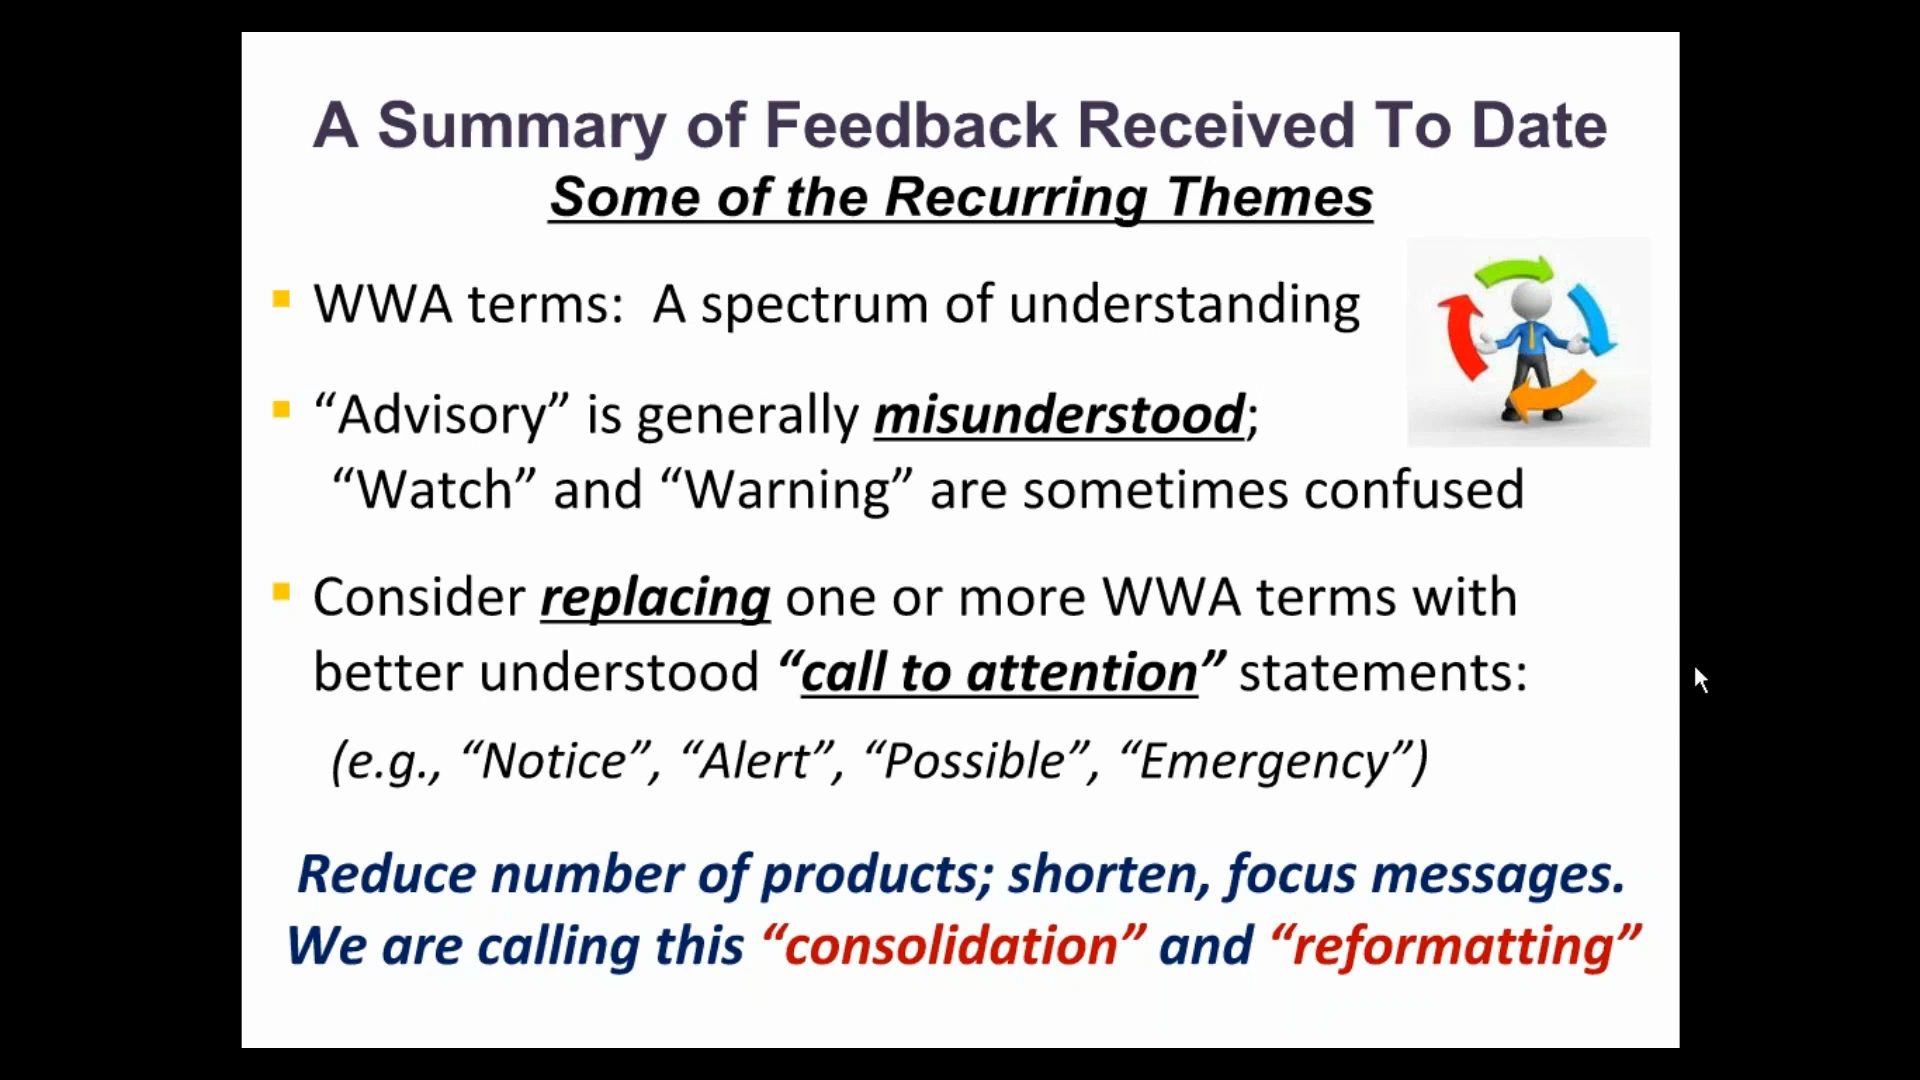 A Summary of Feedback Received To Date
Some of the Recurring Themes
▪ WWA terms:  A spectrum of understanding
▪ “Advisory” is generally misunderstood;
“Watch” and “Warning” are sometimes confused
▪ Consider replacing one or more WWA terms with
better understood “call to attention” statements:
(e.g., “Notice”, “Alert”, “Possible”, “Emergency”)
Reduce number of products; shorten, focus messages.
We are calling this “consolidation” and “reformatting”